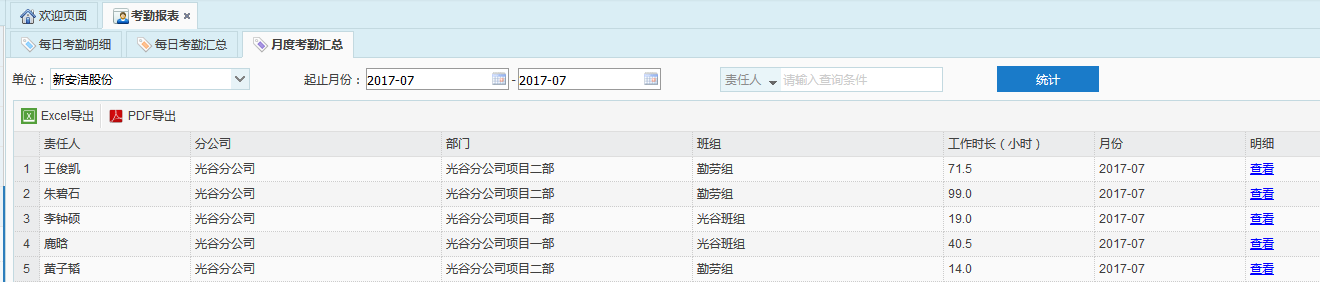 欢迎页面 考勤报表
每日考勤明细 每日考勤汇总 月度考勤汇总
单位： 新安洁股份 起止月份： 2017-07 - 2017-07 责任人 请输入查询条件 统计
Excel导出 PDF导出
责任人 分公司 部门 班组 工作时长（小时） 月份 明细
1 王俊凯 光谷分公司 光谷分公司项目二部 勤劳组 71.5 2017-07 查看
2 朱碧石 光谷分公司 光谷分公司项目二部 勤劳组 99.0 2017-07 查看
3 李钟硕 光谷分公司 光谷分公司项目一部 光谷班组 19.0 2017-07 查看
4 鹿晗 光谷分公司 光谷分公司项目一部 光谷班组 40.5 2017-07 查看
5 黄子韬 光谷分公司 光谷分公司项目二部 勤劳组 14.0 2017-07 查看